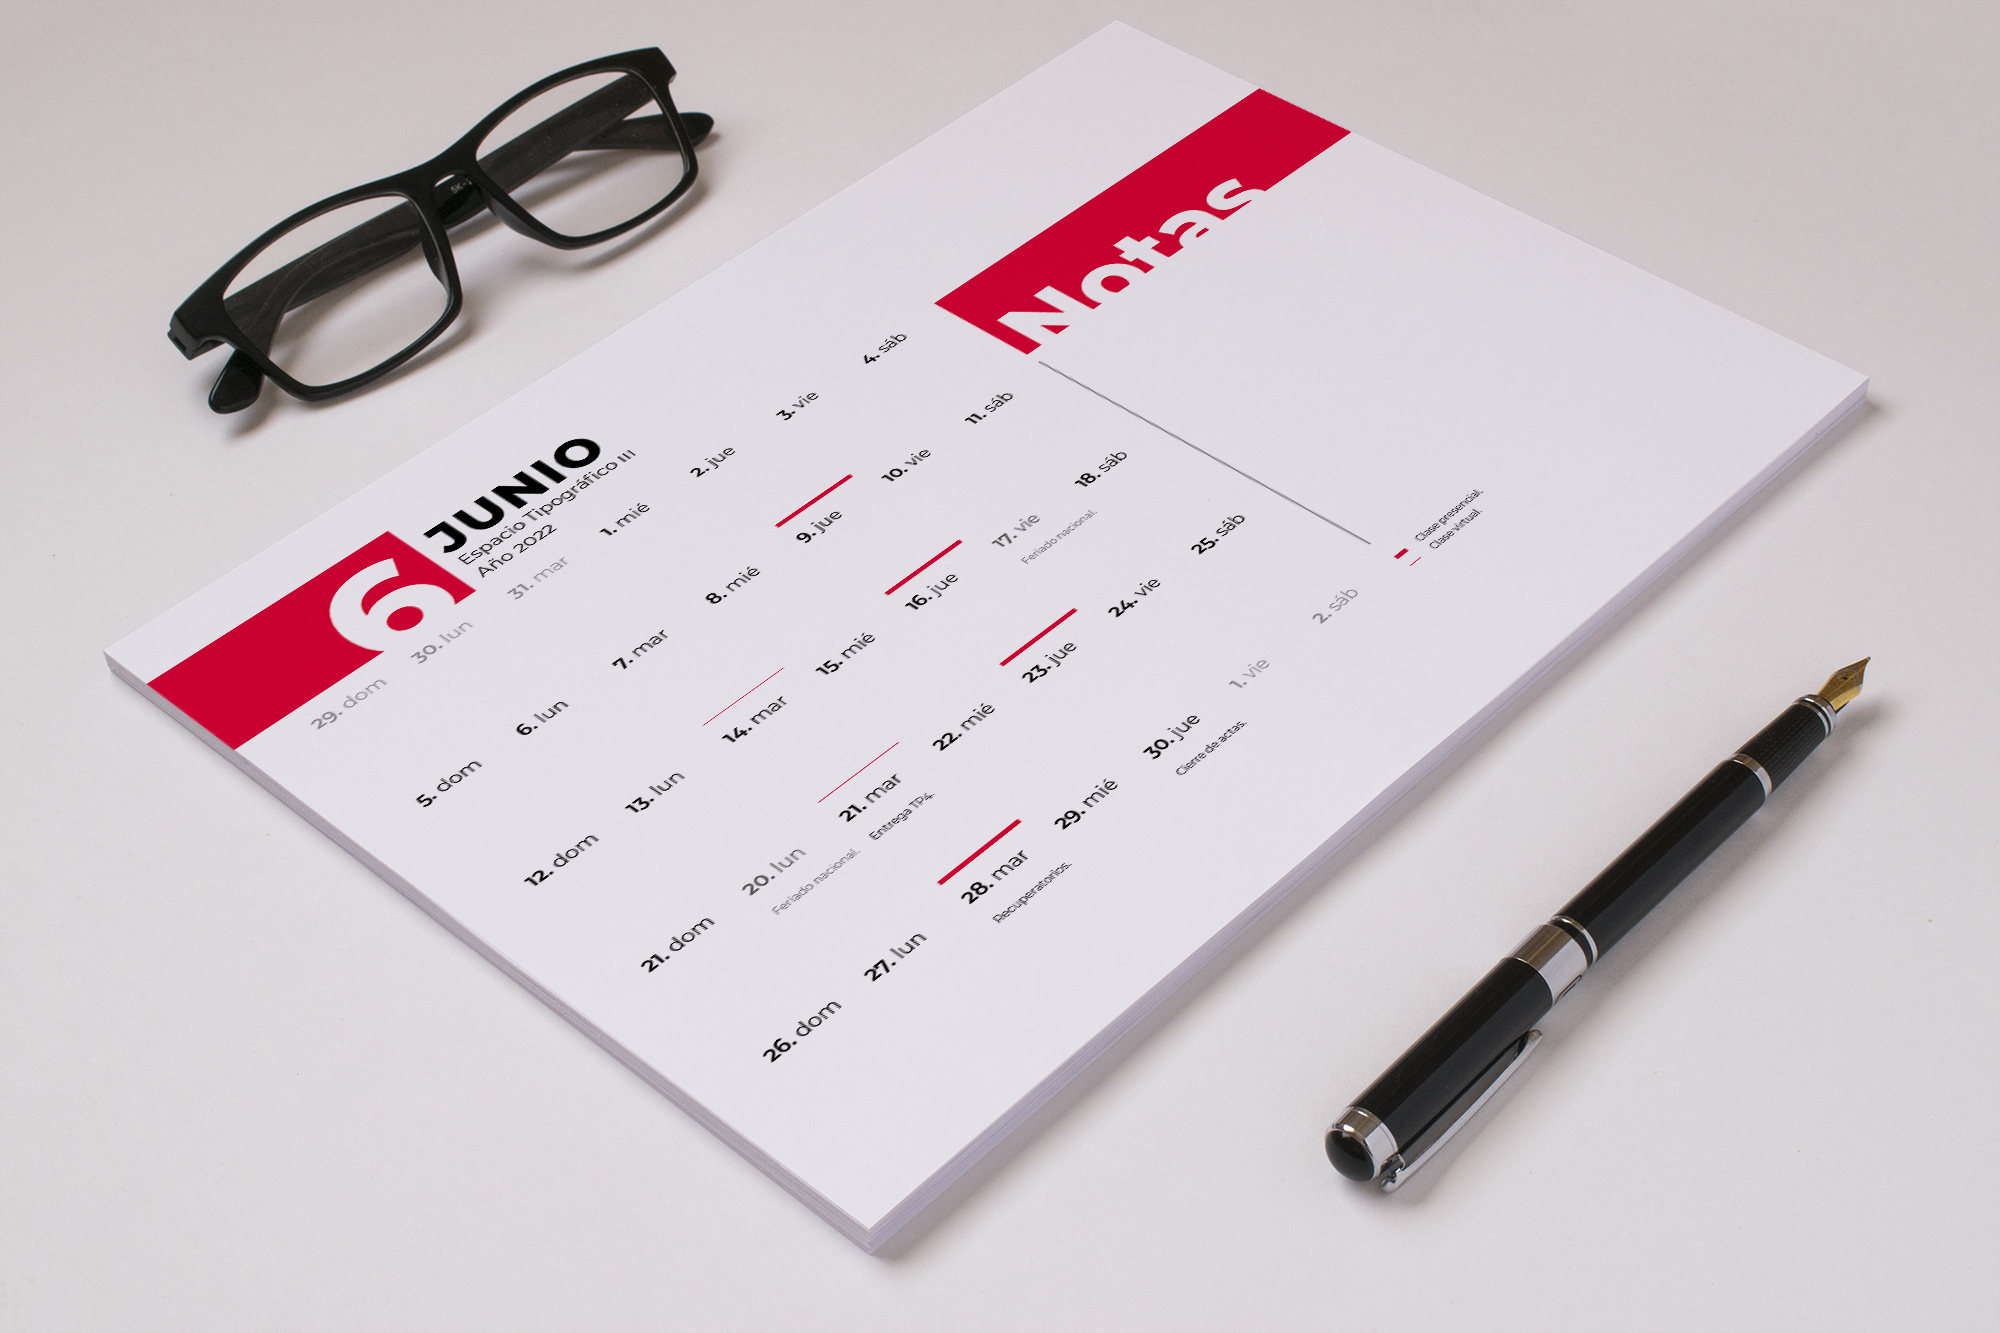 6
JUNIO
Espacio Tipográfico III
Año 2022
29. dom
30. lun
31. mar
1. mié
2. jue
3. vie
4. sáb
5. dom
6. lun
7. mar
8. mié
9. jue
10. vie
11. sáb
12. dom
13. lun
14. mar
15. mié
16. jue
17. vie
Feriado nacional.
18. sáb
21. dom
20. lun
Feriado nacional.
21. mar
Entrega TP4.
22. mié
23. jue
24. vie
25. sáb
26. dom
27. lun
28. mar
Recuperatorios.
29. mié
30. jue
Cierre de actas.
1. vie
2. sáb
Notas
Clase presencial.
Clase virtual.